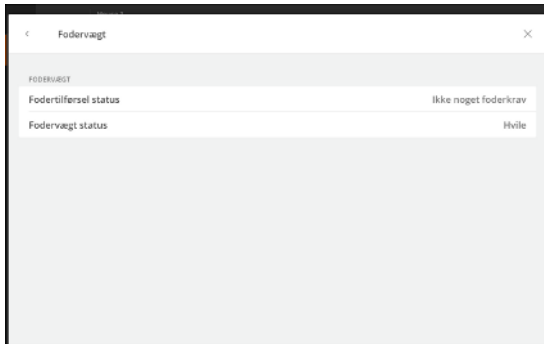 Fodervægt
FODERVÆGT
Fodertilførsel status
Ikke noget foderkrav
Fodervægt status
Hvile